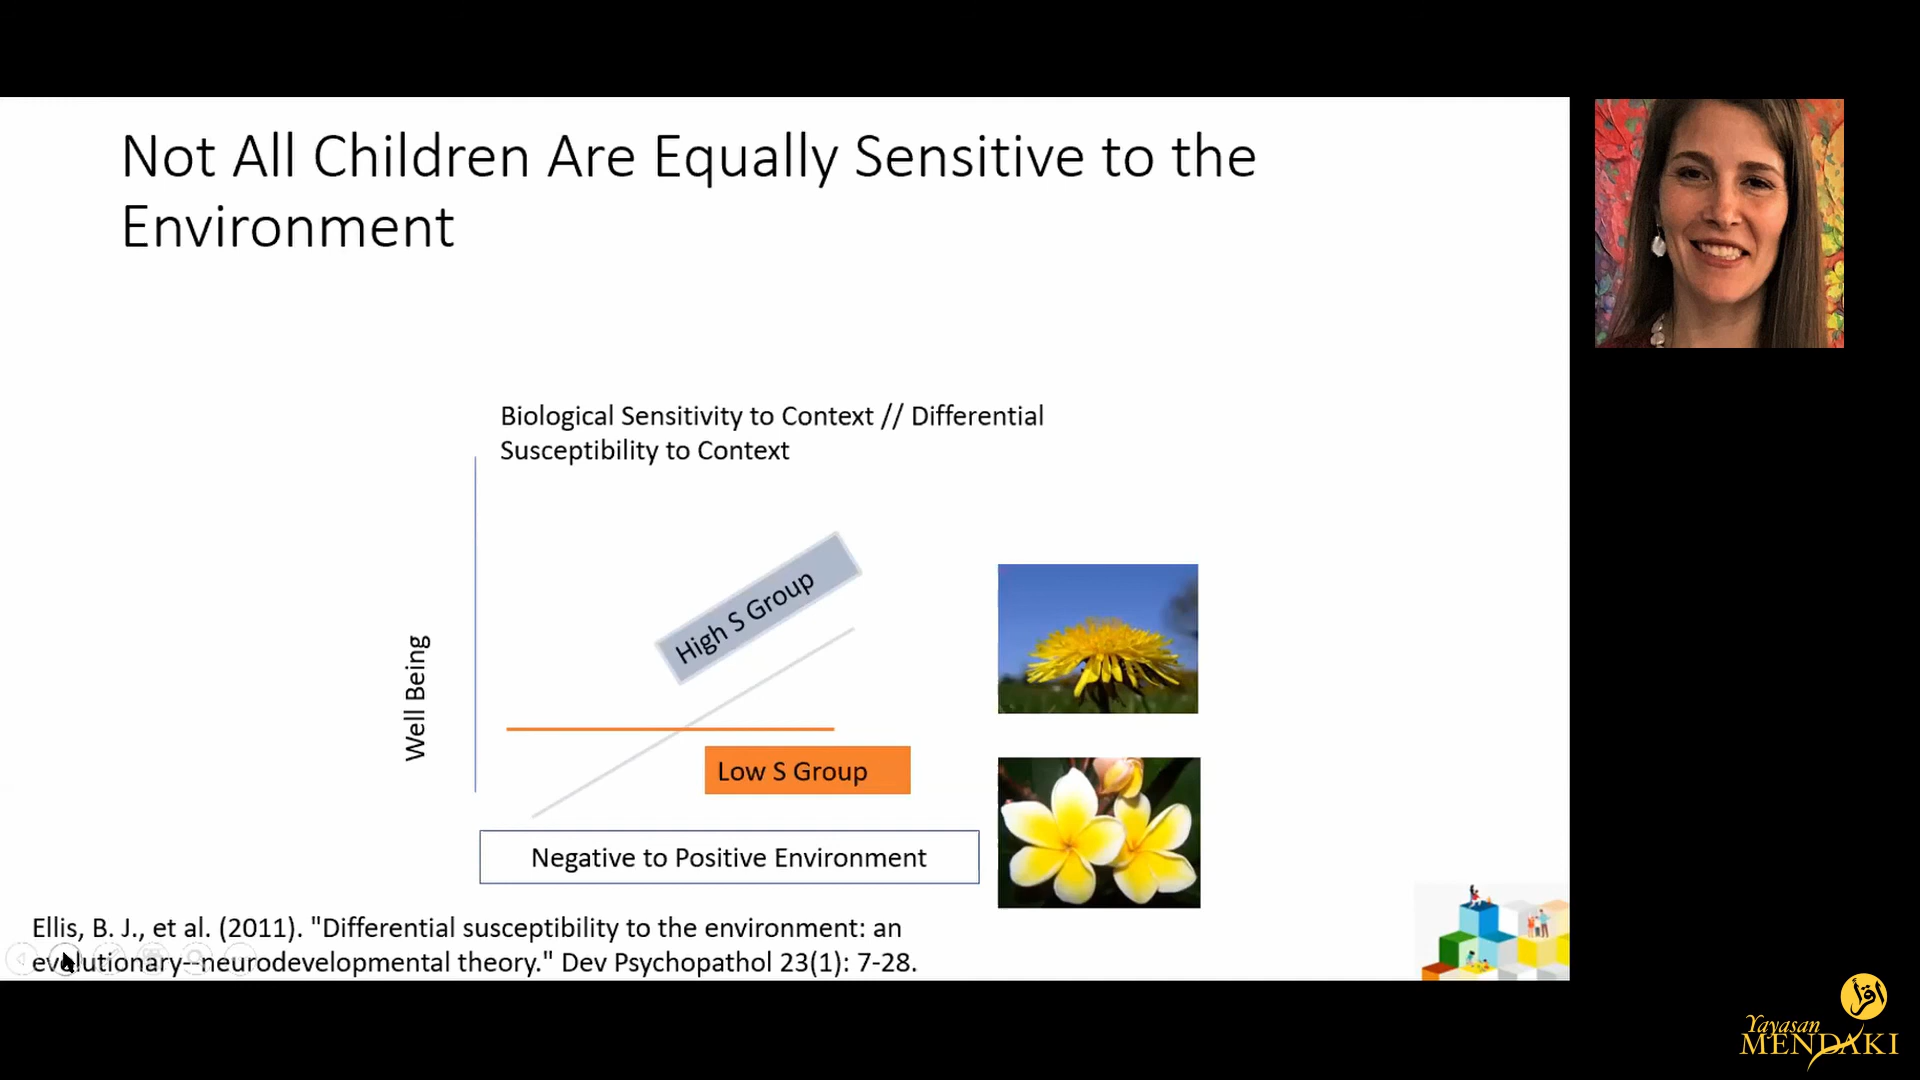 Not All Children Are Equally Sensitive to the
Environment
Biological Sensitivity to Context // Differential
Susceptibility to Context
Well Being
High S Group
Low S Group
Negative to Positive Environment
Ellis, B. J., et al. (2011). "Differential susceptibility to the environment: an
evolutionary--neurodevelopmental theory." Dev Psychopathol 23(1): 7-28.
اقرأ
Yayasan
MENDAKI